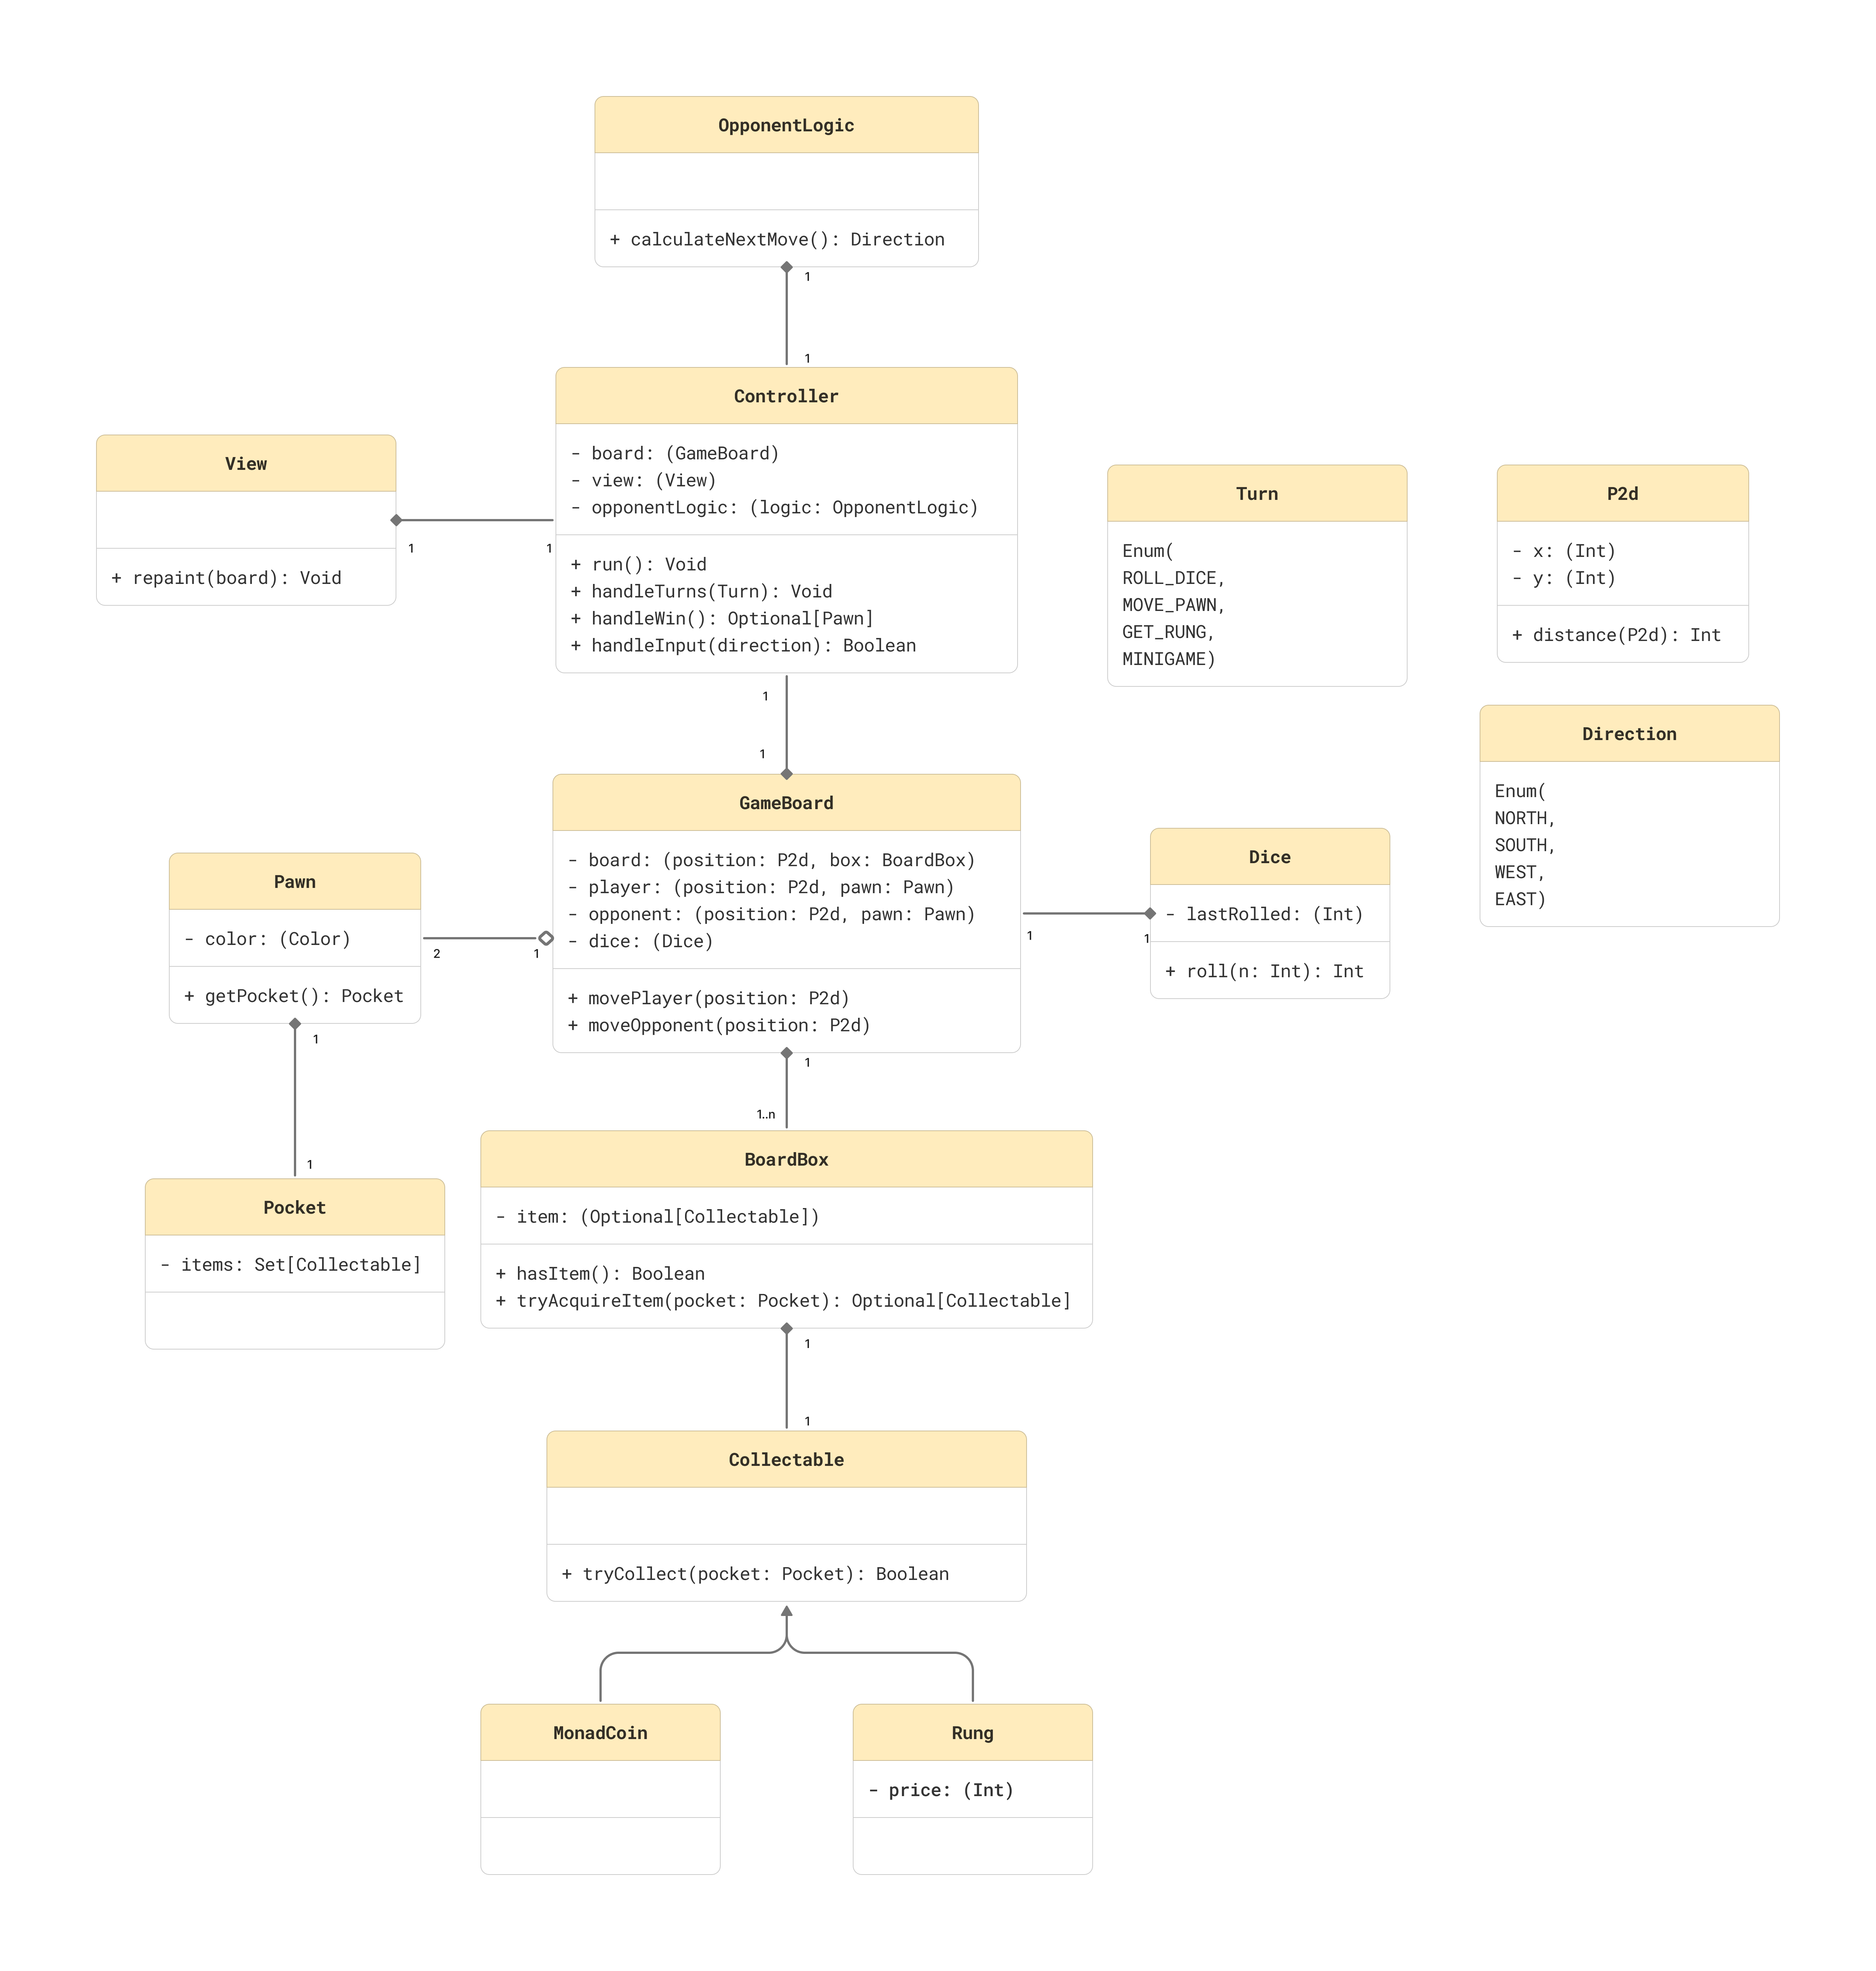 OpponentLogic
+ calculateNextMove(): Direction
1
1
Controller
- board: (GameBoard)
- view: (View)
- opponentLogic: (logic: OpponentLogic)
+ run(): Void
+ handleTurns(Turn): Void
+ handleWin(): Optional[Pawn]
+ handleInput(direction): Boolean
View
+ repaint(board): Void
1
1
Turn
Enum(
ROLL_DICE,
MOVE_PAWN,
GET_RUNG,
MINIGAME)
P2d
- x: (Int)
- y: (Int)
+ distance(P2d): Int
Direction
Enum(
NORTH,
SOUTH,
WEST,
EAST)
1
1
GameBoard
- board: (position: P2d, box: BoardBox)
- player: (position: P2d, pawn: Pawn)
- opponent: (position: P2d, pawn: Pawn)
- dice: (Dice)
+ movePlayer(position: P2d)
+ moveOpponent(position: P2d)
Pawn
- color: (Color)
+ getPocket(): Pocket
2
1
Dice
- lastRolled: (Int)
+ roll(n: Int): Int
1
1
1
1
Pocket
- items: Set[Collectable]
1
1..n
BoardBox
- item: (Optional[Collectable])
+ hasItem(): Boolean
+ tryAcquireItem(pocket: Pocket): Optional[Collectable]
1
1
Collectable
+ tryCollect(pocket: Pocket): Boolean
MonadCoin
Rung
- price: (Int)